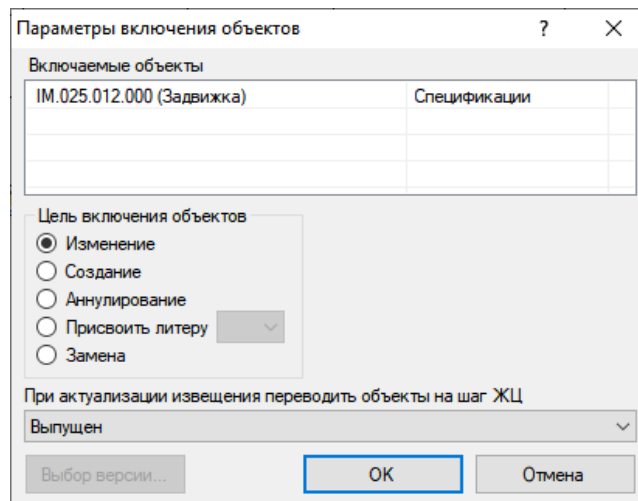 Параметры включения объектов
Включаемые объекты
IM.025.012.000 (Задвижка) Спецификации
Цель включения объектов
Изменение
Создание
Аннулирование
Присвоить литеру
Замена
При актуализации извещения переводить объекты на шаг ЖЦ
Выпущен
Выбор версии... OK Отмена